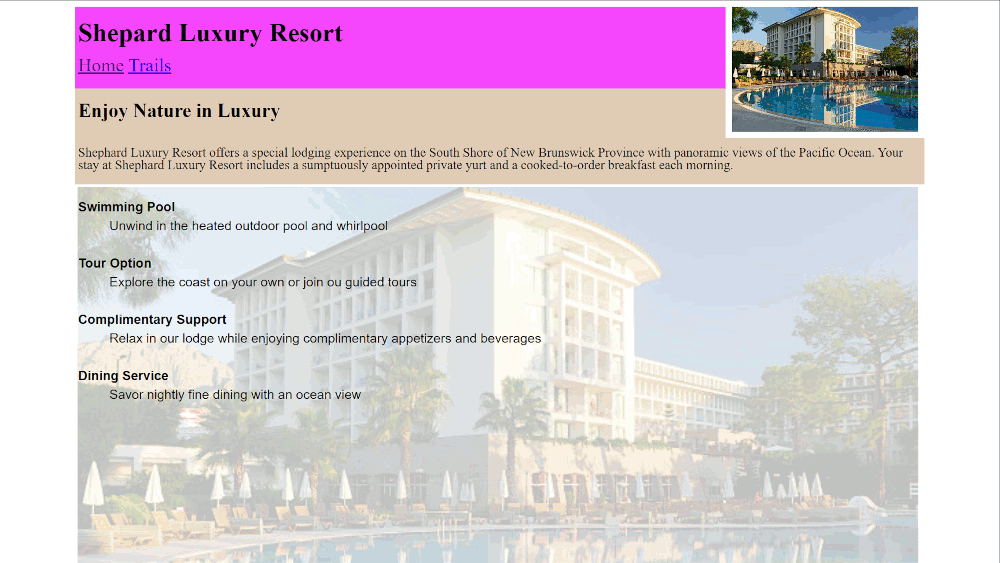 Shepard Luxury Resort
Home Trails
Enjoy Nature in Luxury
Shephard Luxury Resort offers a special lodging experience on the South Shore of New Brunswick Province with panoramic views of the Pacific Ocean. Your
stay at Shephard Luxury Resort includes a sumptuously appointed private yurt and a cooked-to-order breakfast each morning.
Swimming Pool
Unwind in the heated outdoor pool and whirlpool
Tour Option
Explore the coast on your own or join ou guided tours
Complimentary Support
Relax in our lodge while enjoying complimentary appetizers and beverages
Dining Service
Savor nightly fine dining with an ocean view